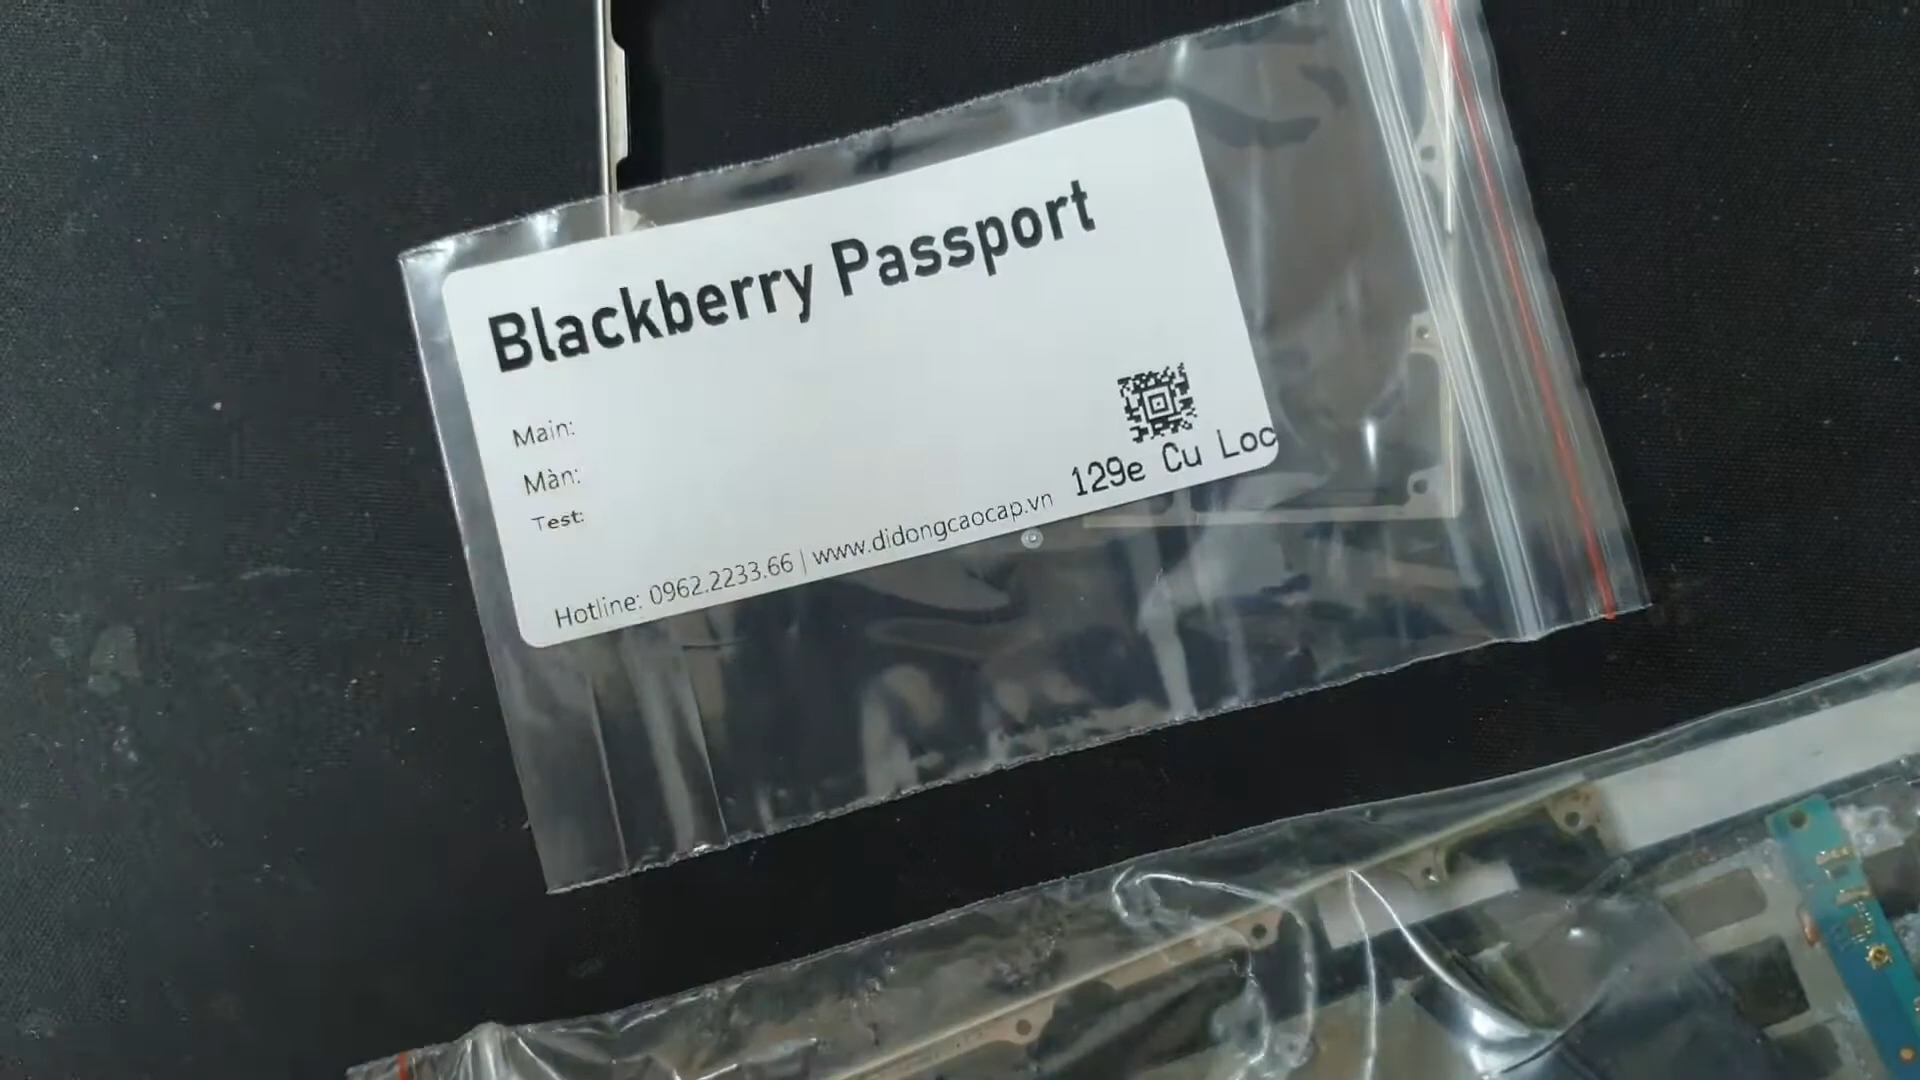 Blackberry Passport
Main:
Màn:
Test:
129e Cu Loc
Hotline: 0962.2233.66 | www.didongcaocap.vn